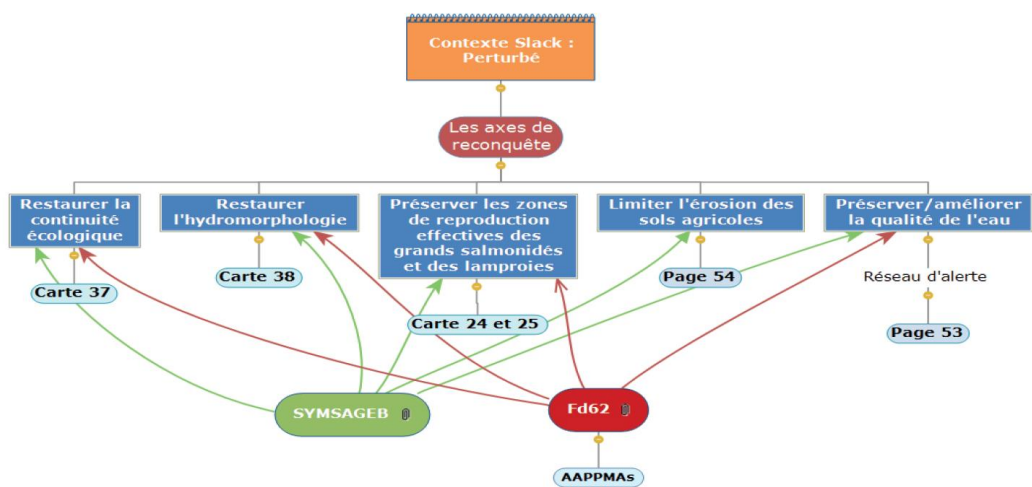 Contexte Slack :
Perturbé
Les axes de
reconquête
Restaurer la
continuité
écologique
Restaurer
l'hydromorphologie
Préserver les zones
de reproduction
effectives des
grands salmonidés
et des lamproies
Limiter l'érosion des
sols agricoles
Préserver/améliorer
la qualité de l'eau
Carte 37
Carte 38
Carte 24 et 25
Page 54
Réseau d'alerte
Page 53
SYMSAGEB
Fd62
AAPPMAs